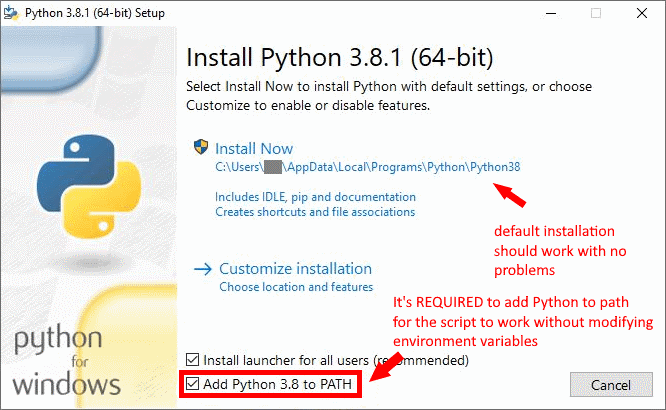 Python 3.8.1 (64-bit) Setup
Install Python 3.8.1 (64-bit)
Select Install Now to install Python with default settings, or choose
Customize to enable or disable features.
Install Now
C:\Users\ \AppData\Local\Programs\Python\Python38
Includes IDLE, pip and documentation
Creates shortcuts and file associations
default installation
should work with no
problems
Customize installation
Choose location and features
It's REQUIRED to add Python to path
for the script to work without modifying
environment variables
python
for
windows
Install launcher for all users (recommended)
Add Python 3.8 to PATH
Cancel